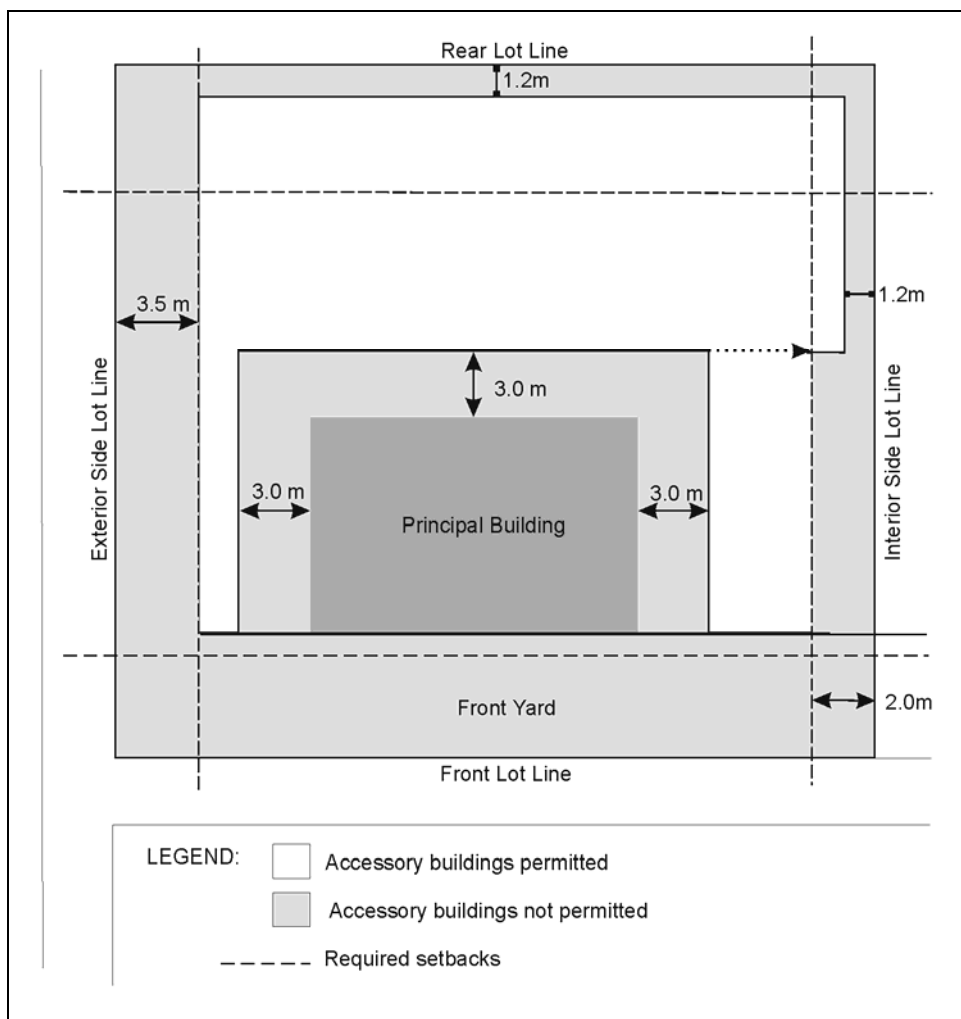 Rear Lot Line
1.2m
3.5 m
1.2m
3.0 m
Exterior Side Lot Line
Interior Side Lot Line
3.0 m
3.0 m
Principal Building
Front Yard
2.0m
Front Lot Line
LEGEND:
Accessory buildings permitted
Accessory buildings not permitted
Required setbacks